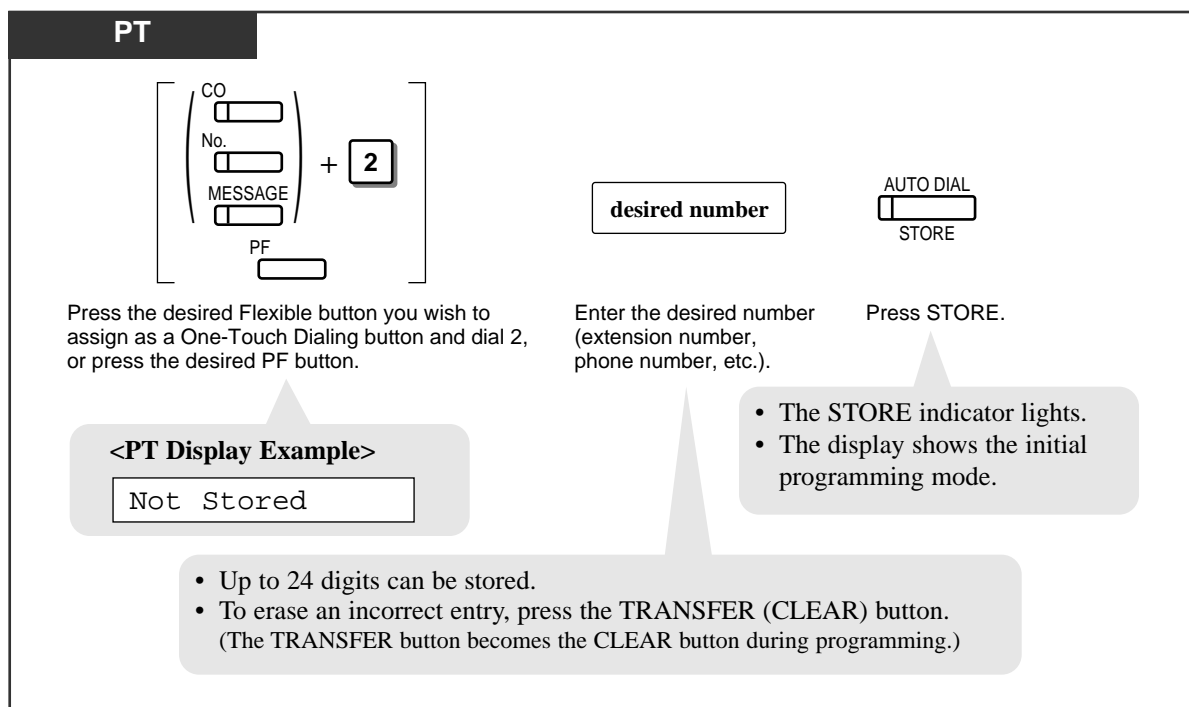 PT
CO
No.
MESSAGE
+ 2
PF
desired number
AUTO DIAL
STORE
Press the desired Flexible button you wish to
assign as a One-Touch Dialing button and dial 2,
or press the desired PF button.
Enter the desired number
(extension number,
phone number, etc.).
Press STORE.
<PT Display Example>
Not Stored
• The STORE indicator lights.
• The display shows the initial
programming mode.
• Up to 24 digits can be stored.
• To erase an incorrect entry, press the TRANSFER (CLEAR) button.
(The TRANSFER button becomes the CLEAR button during programming.)